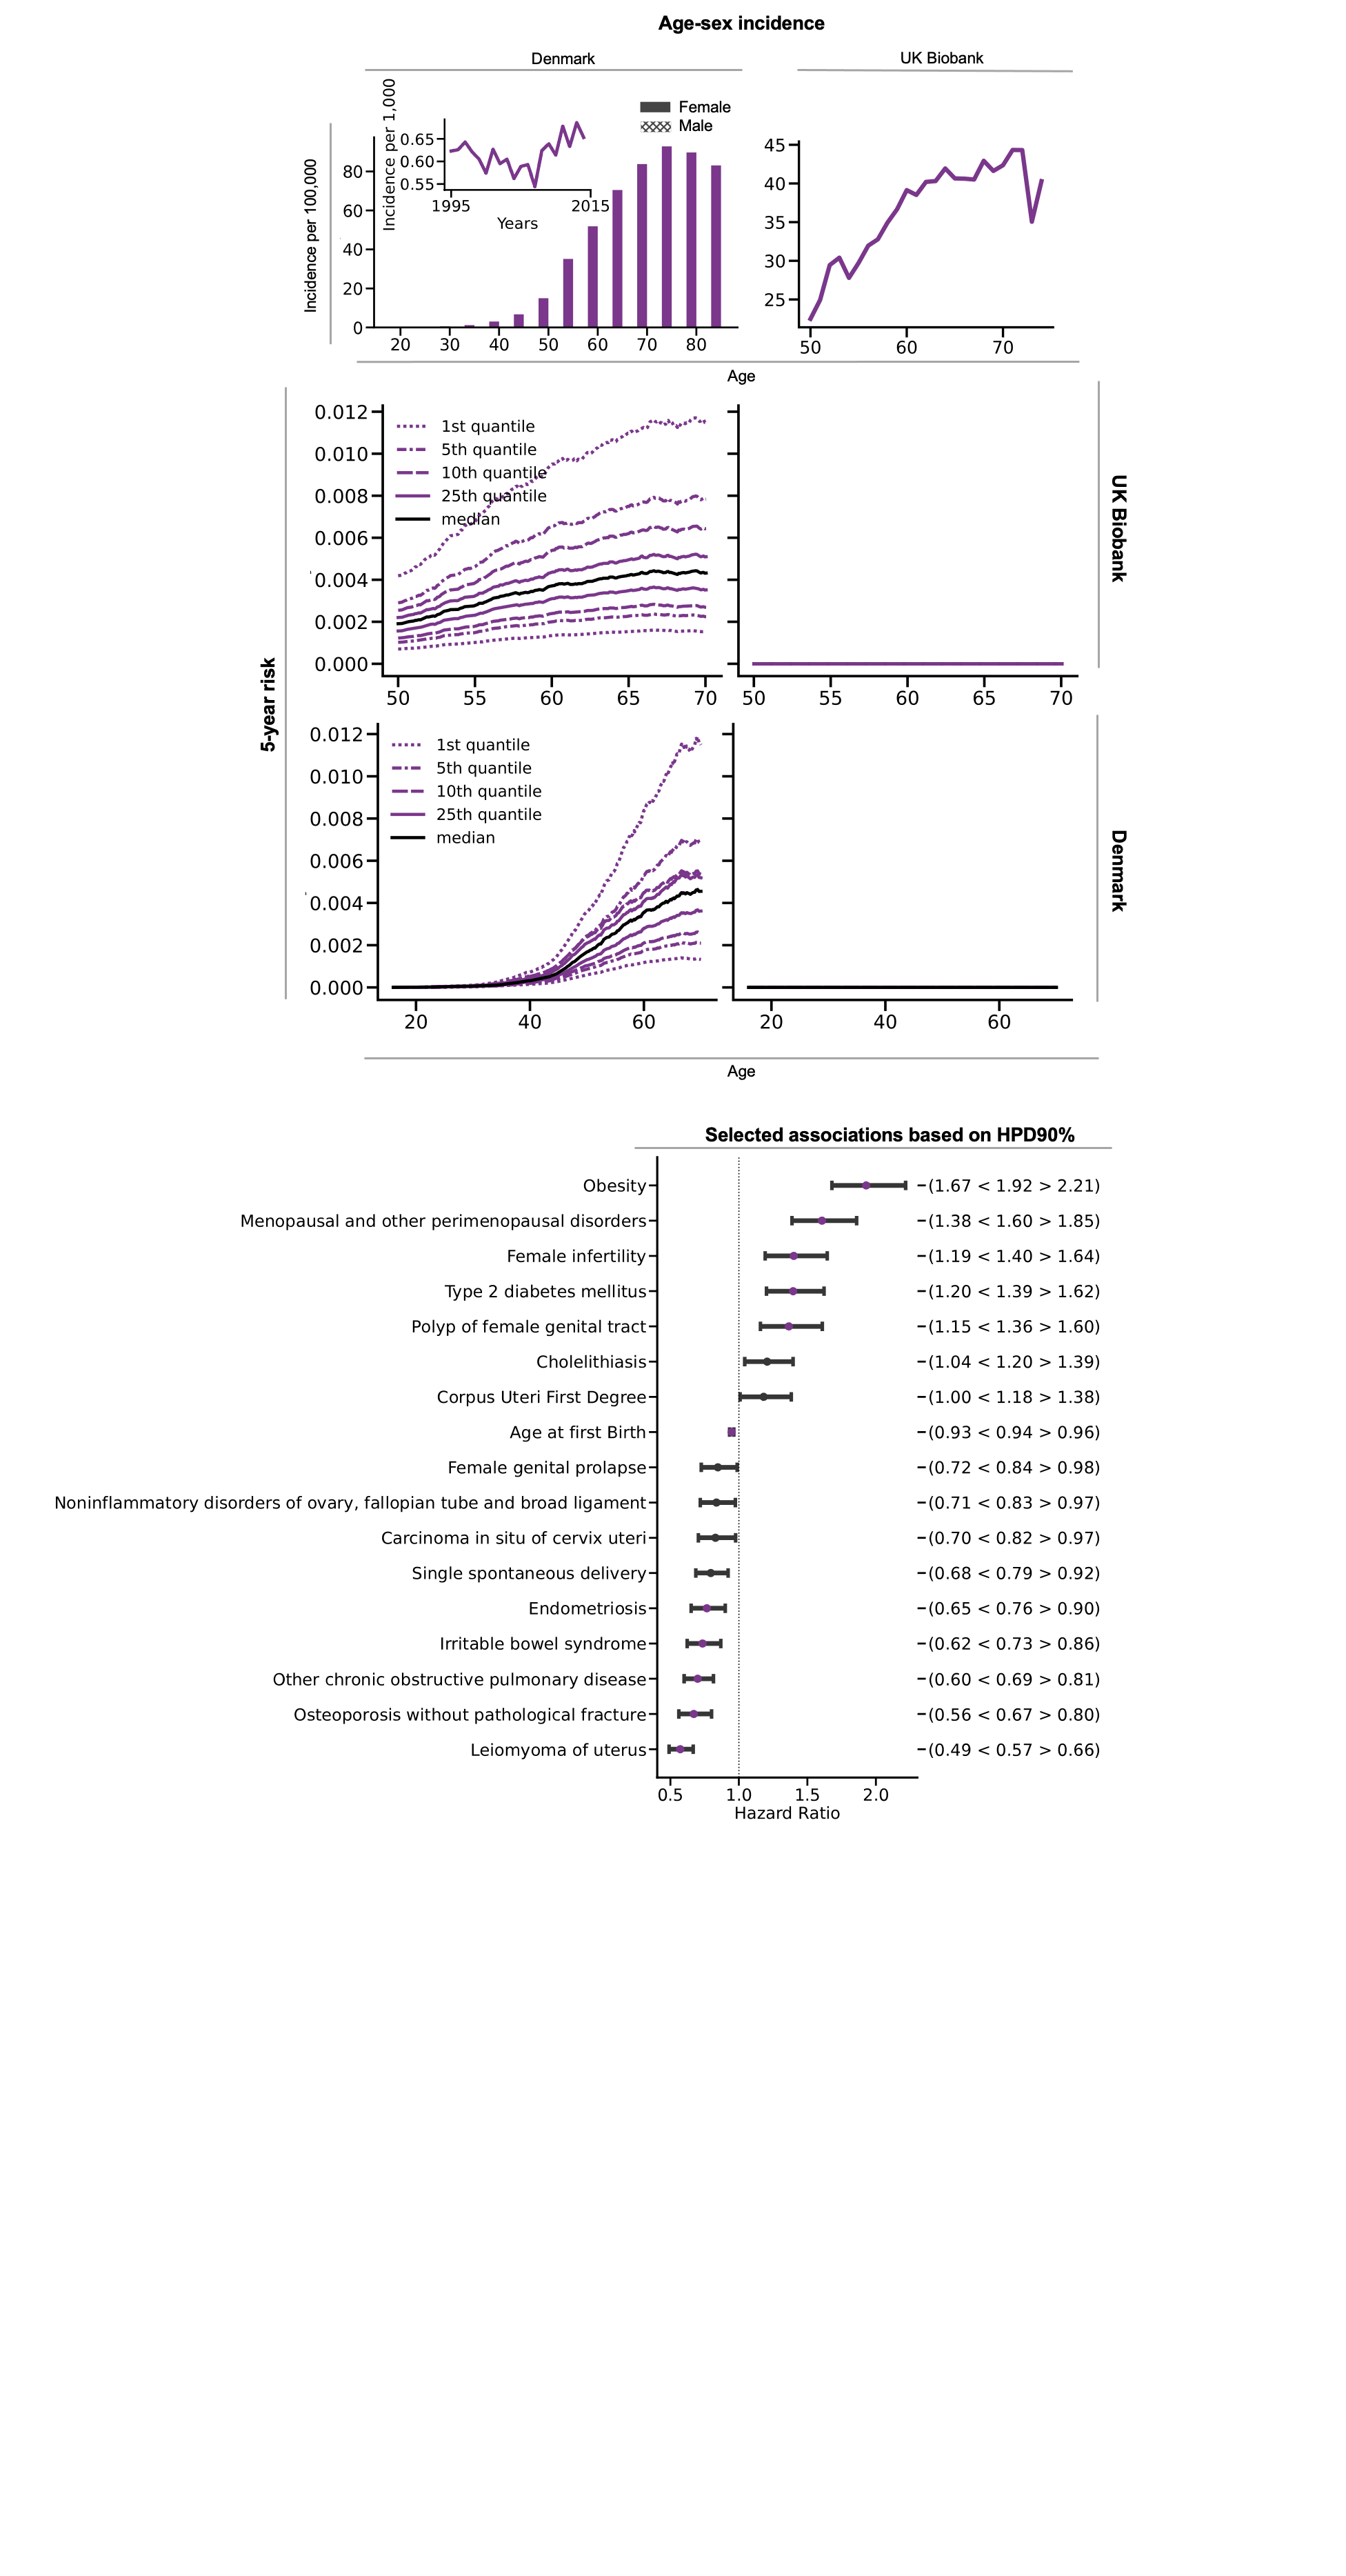 Age-sex incidence
Denmark
UK Biobank
Incidence per 100,000
Incidence per 1,000
Female
Male
0.65
0.60
0.55
1995
2015
Years
80
60
40
20
0
20 30 40 50 60 70 80
45
40
35
30
25
50 60 70
Age
5-year risk
UK Biobank
0.012
0.010
0.008
0.006
0.004
0.002
0.000
1st quantile
5th quantile
10th quantile
25th quantile
median
50 55 60 65 70
50 55 60 65 70
Denmark
0.012
0.010
0.008
0.006
0.004
0.002
0.000
1st quantile
5th quantile
10th quantile
25th quantile
median
20 40 60
20 40 60
Age
Selected associations based on HPD90%
Obesity (1.67 < 1.92 > 2.21)
Menopausal and other perimenopausal disorders (1.38 < 1.60 > 1.85)
Female infertility (1.19 < 1.40 > 1.64)
Type 2 diabetes mellitus (1.20 < 1.39 > 1.62)
Polyp of female genital tract (1.15 < 1.36 > 1.60)
Cholelithiasis (1.04 < 1.20 > 1.39)
Corpus Uteri First Degree (1.00 < 1.18 > 1.38)
Age at first Birth (0.93 < 0.94 > 0.96)
Female genital prolapse (0.72 < 0.84 > 0.98)
Noninflammatory disorders of ovary, fallopian tube and broad ligament (0.71 < 0.83 > 0.97)
Carcinoma in situ of cervix uteri (0.70 < 0.82 > 0.97)
Single spontaneous delivery (0.68 < 0.79 > 0.92)
Endometriosis (0.65 < 0.76 > 0.90)
Irritable bowel syndrome (0.62 < 0.73 > 0.86)
Other chronic obstructive pulmonary disease (0.60 < 0.69 > 0.81)
Osteoporosis without pathological fracture (0.56 < 0.67 > 0.80)
Leiomyoma of uterus (0.49 < 0.57 > 0.66)
0.5 1.0 1.5 2.0
Hazard Ratio